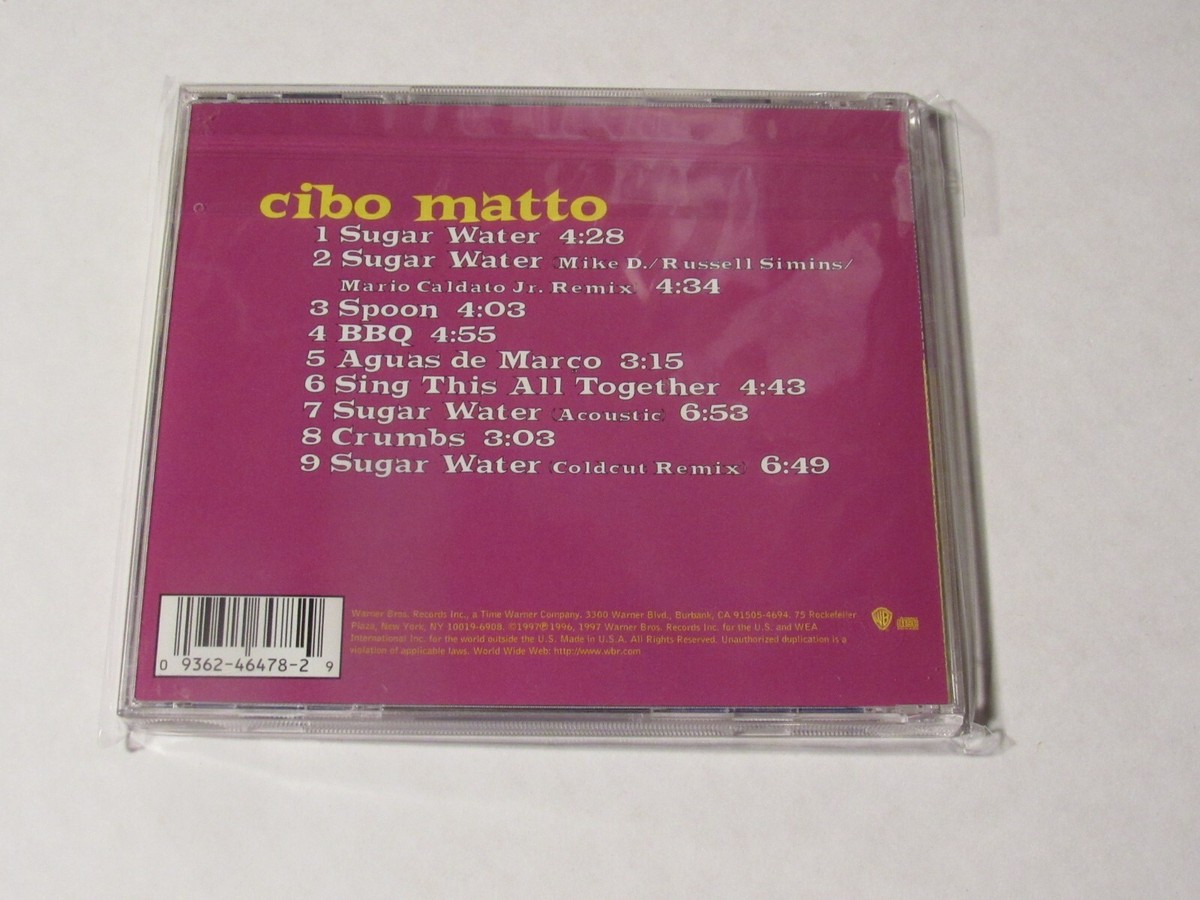 cibo matto
1 Sugar Water 4:28
2 Sugar Water (Mike D./Russell Simins/
Mario Caldato Jr. Remix) 4:34
3 Spoon 4:03
4 BBQ 4:55
5 Aguas de Março 3:15
6 Sing This All Together 4:43
7 Sugar Water (Acoustic) 6:53
8 Crumbs 3:03
9 Sugar Water (Coldcut Remix) 6:49
Warner Bros. Records Inc., a Time Warner Company. 3300 Warner Blvd., Burbank, CA 91505-4694. 75 Rockefeller
Plaza, New York, NY 10019-6908. ©1997℗1996, 1997 Warner Bros. Records Inc. for the U.S. and WEA
International Inc. for the world outside the U.S. Made in U.S.A. All Rights Reserved. Unauthorized duplication is a
violation of applicable laws. World Wide Web: http://www.wbr.com
WB
0 9362-46478-2 9